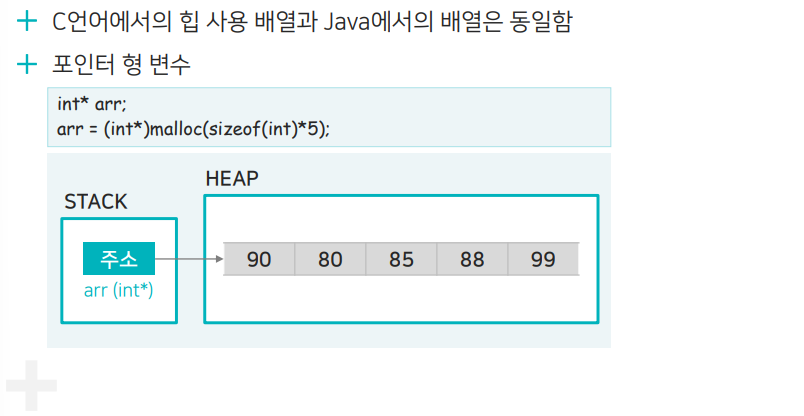 C언어에서의 힙 사용 배열과 Java에서의 배열은 동일함
포인터 형 변수
int* arr;
arr = (int*)malloc(sizeof(int)*5);
HEAP
STACK
주소
90 80 85 88 99
arr (int*)